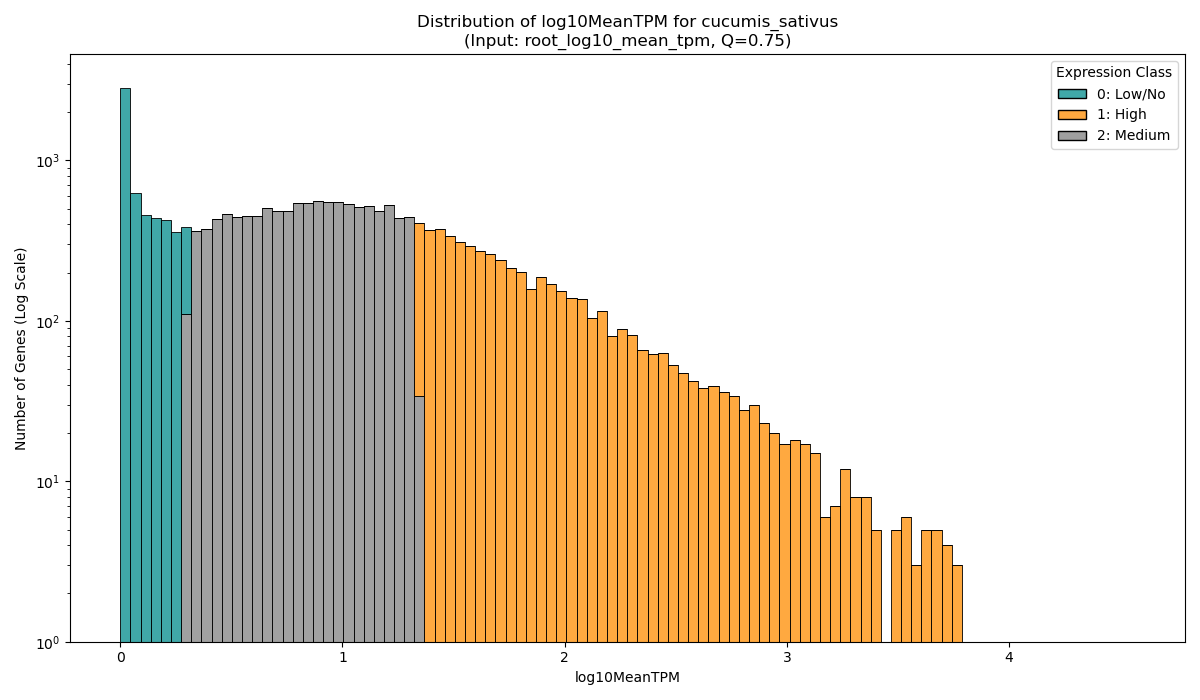 Distribution of log10MeanTPM for cucumis_sativus
(Input: root_log10_mean_tpm, Q=0.75)
Expression Class
0: Low/No
1: High
2: Medium
Number of Genes (Log Scale)
10³
10²
10¹
10⁰
0 1 2 3 4
log10MeanTPM